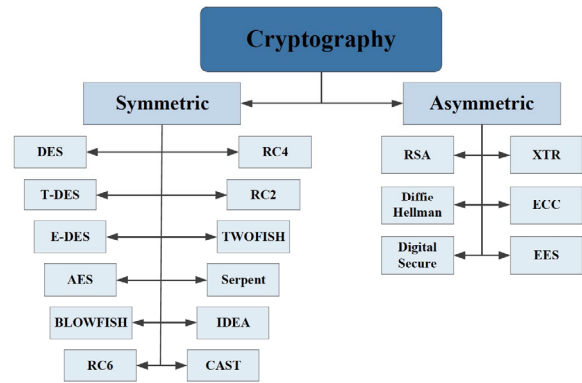 Cryptography
Symmetric
Asymmetric
DES
RC4
T-DES
RC2
E-DES
TWOFISH
AES
Serpent
BLOWFISH
IDEA
RC6
CAST
RSA
XTR
Diffie
Hellman
ECC
Digital
Secure
EES